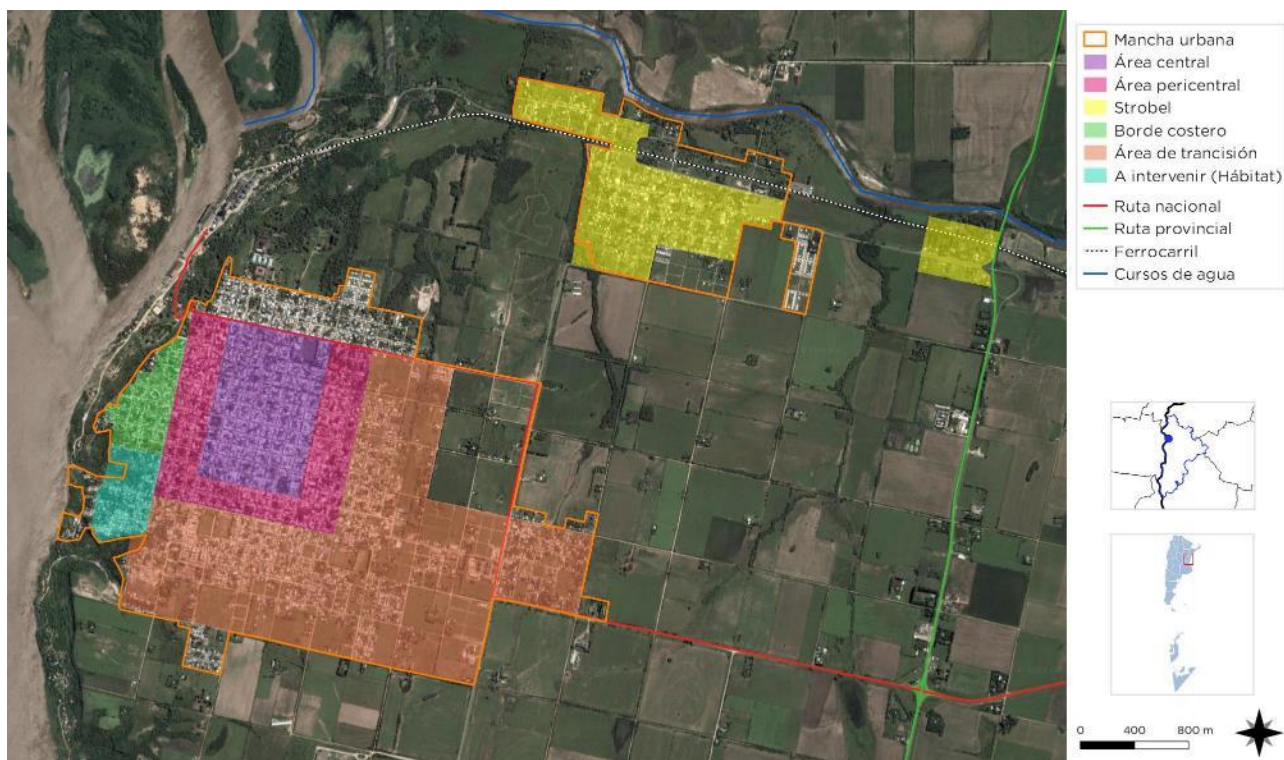 Mancha urbana
Área central
Área pericentral
Strobel
Borde costero
Área de trancisión
A intervenir (Hábitat)
Ruta nacional
Ruta provincial
Ferrocarril
Cursos de agua
0 400 800 m